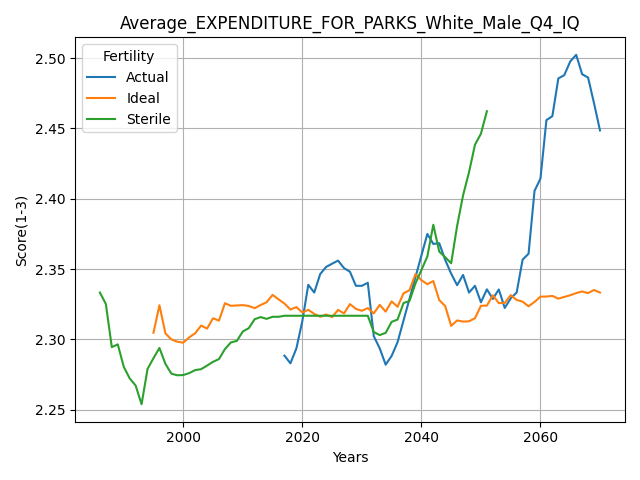 Average_EXPENDITURE_FOR_PARKS_White_Male_Q4_IQ
Fertility
Actual
Ideal
Sterile
Score(1-3)
2.50
2.45
2.40
2.35
2.30
2.25
2000 2020 2040 2060
Years